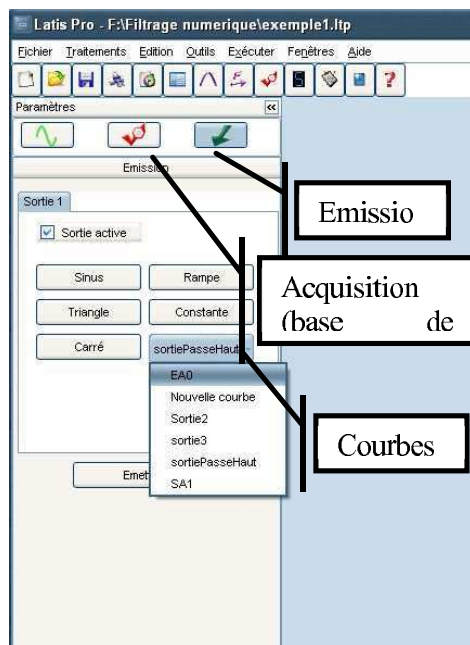 Latis Pro - F:\Filtrage numerique\exemple1.ltp
Fichier Traitements Edition Outils Exécuter Fenêtres Aide
Paramètres
Emission
Sortie 1
Sortie active
Sinus Rampe
Triangle Constante
Carré sortiePasseHaut
EA0
Nouvelle courbe
Sortie2
sortie3
sortiePasseHaut
SA1
Emet
Emissio
Acquisition
(base de
Courbes